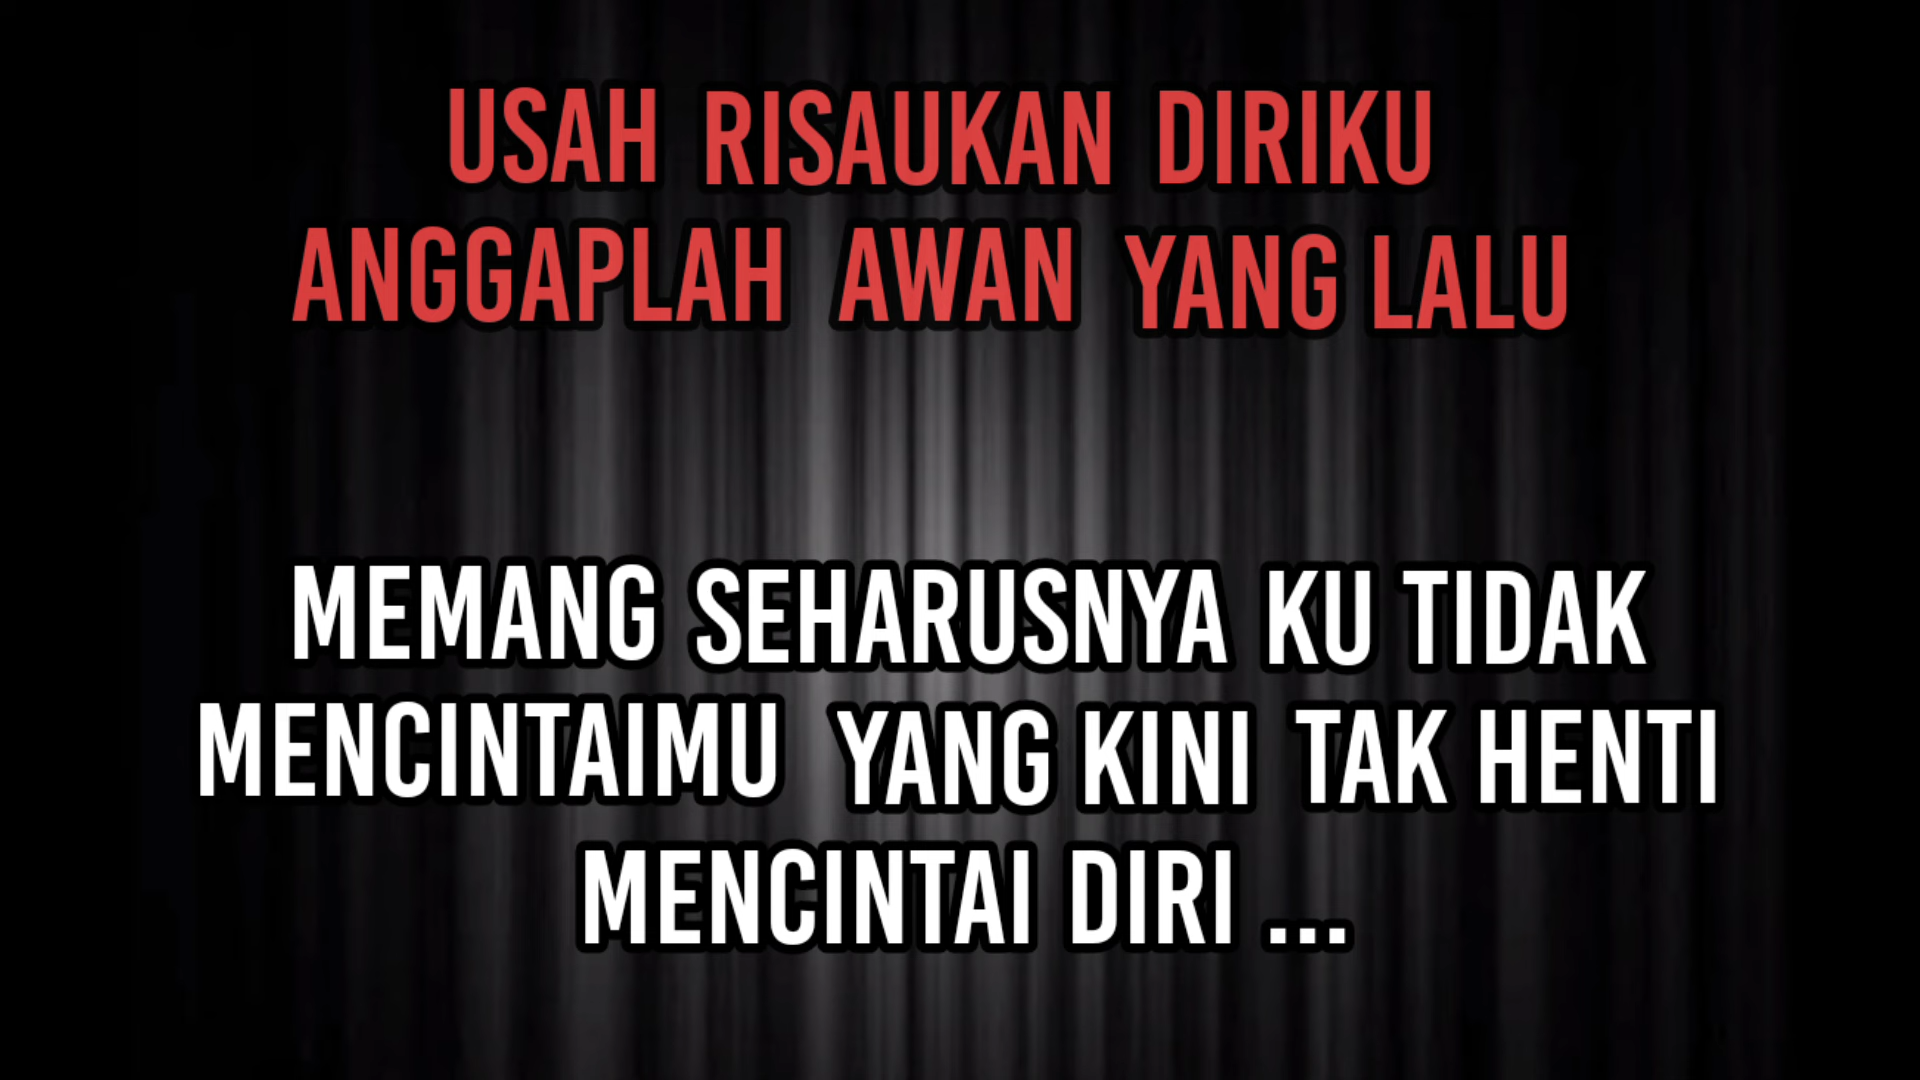 USAH RISAUKAN DIRIKU
ANGGAPLAH AWAN YANG LALU
MEMANG SEHARUSNYA KU TIDAK
MENCINTAIMU YANG KINI TAK HENTI
MENCINTAI DIRI ...